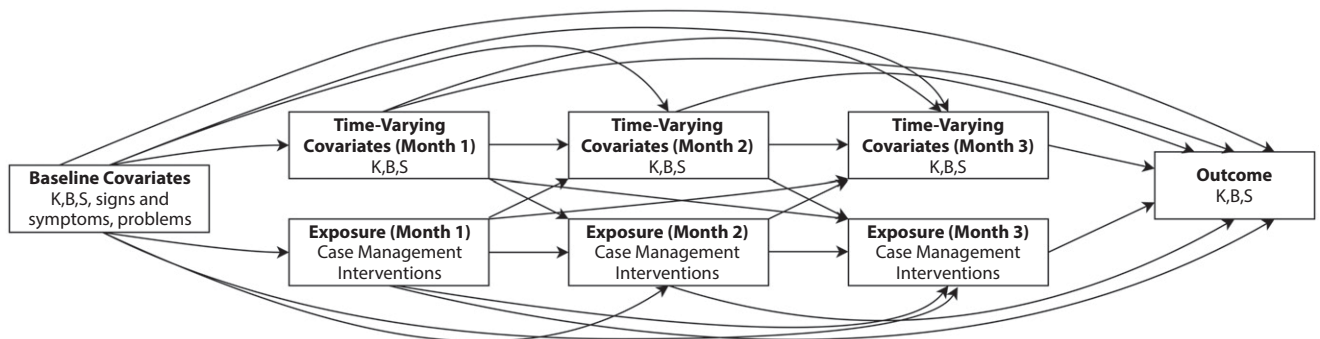 Baseline Covariates
K,B,S, signs and
symptoms, problems
Time-Varying
Covariates (Month 1)
K,B,S
Exposure (Month 1)
Case Management
Interventions
Time-Varying
Covariates (Month 2)
K,B,S
Exposure (Month 2)
Case Management
Interventions
Time-Varying
Covariates (Month 3)
K,B,S
Exposure (Month 3)
Case Management
Interventions
Outcome
K,B,S